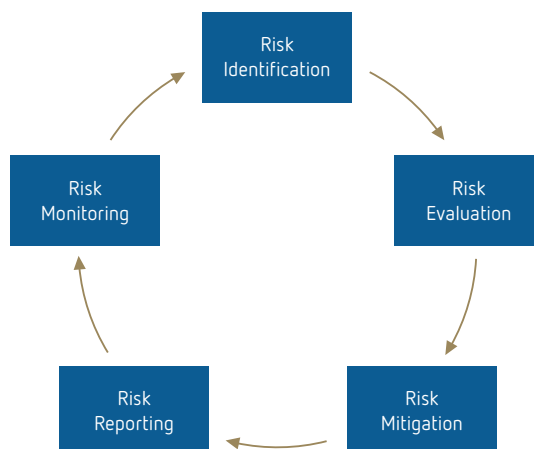 Risk
Identification
Risk
Evaluation
Risk
Mitigation
Risk
Reporting
Risk
Monitoring